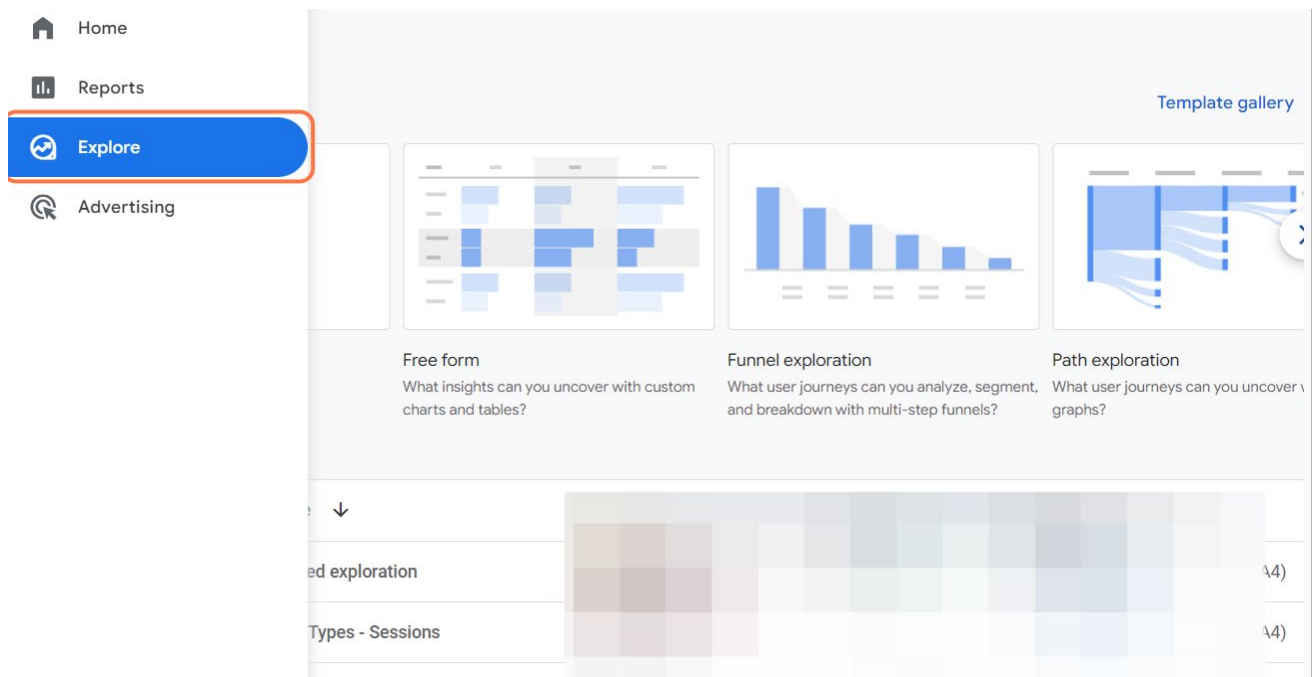 Home
Reports
Template gallery
Explore
Advertising
Free form
What insights can you uncover with custom
charts and tables?
Funnel exploration
What user journeys can you analyze, segment,
and breakdown with multi-step funnels?
Path exploration
What user journeys can you uncover
graphs?
ed exploration
A4)
Types - Sessions
A4)